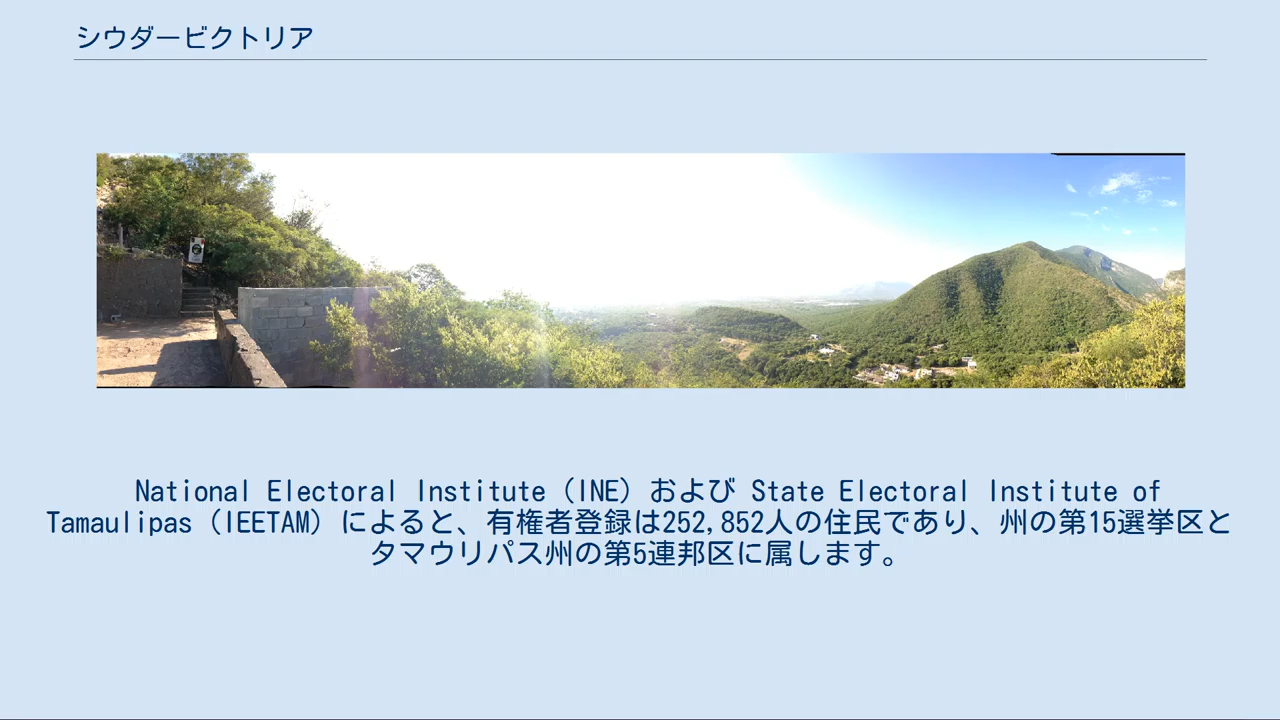 シウダービクトリア
National Electoral Institute（INE）および State Electoral Institute of
Tamaulipas（IEETAM）によると、有権者登録は252,852人の住民であり、州の第15選挙区と
タマウリパス州の第5連邦区に属します。